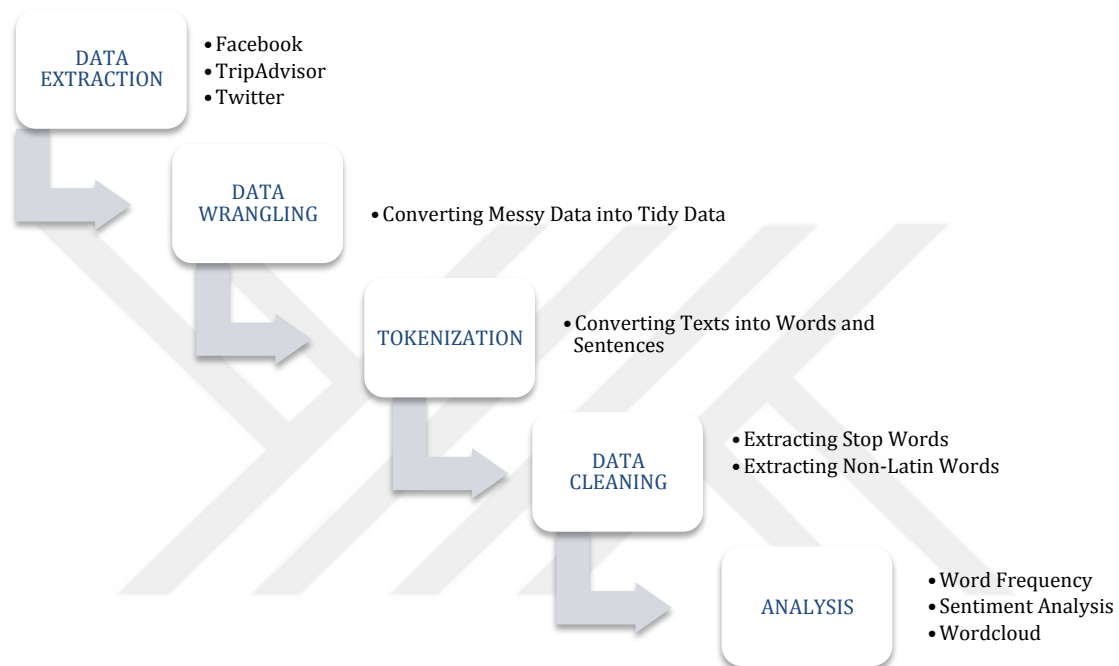 DATA
EXTRACTION
• Facebook
• TripAdvisor
• Twitter
DATA
WRANGLING
• Converting Messy Data into Tidy Data
TOKENIZATION
• Converting Texts into Words and
Sentences
DATA
CLEANING
• Extracting Stop Words
• Extracting Non-Latin Words
ANALYSIS
• Word Frequency
• Sentiment Analysis
• Wordcloud